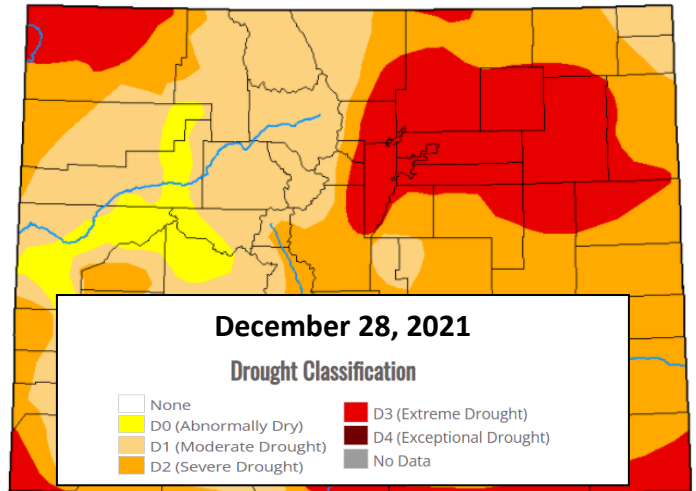 December 28, 2021
Drought Classification
None
D0 (Abnormally Dry)
D1 (Moderate Drought)
D2 (Severe Drought)
D3 (Extreme Drought)
D4 (Exceptional Drought)
No Data